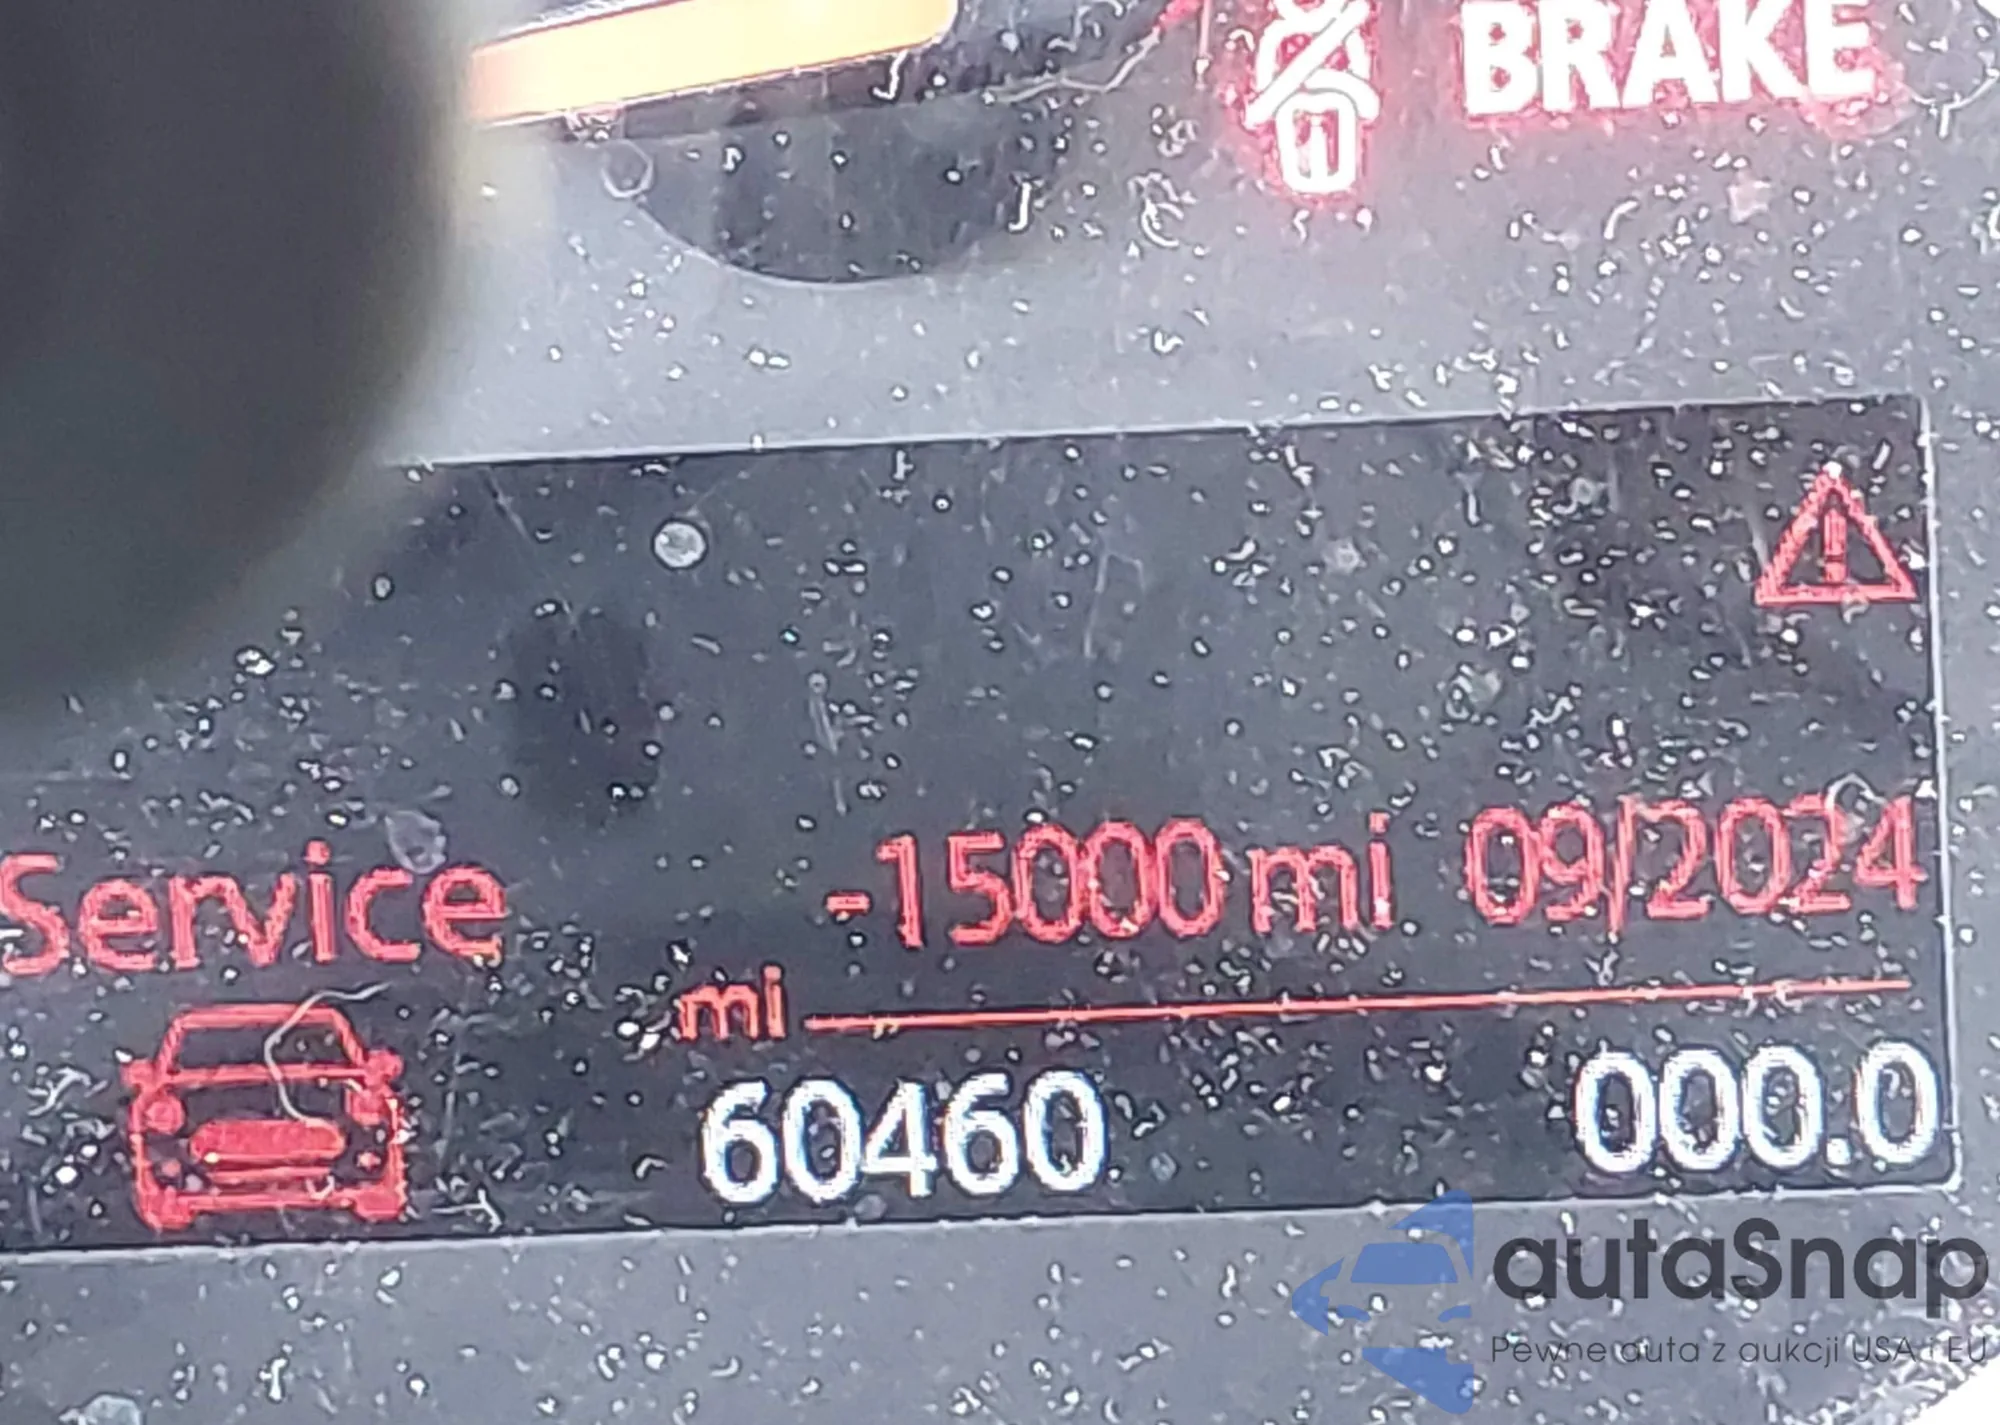 BRAKE
Service -15000 mi 09/2024
mi
60460 000.0
autaSnap
Pewne auta z aukcji USA i EU